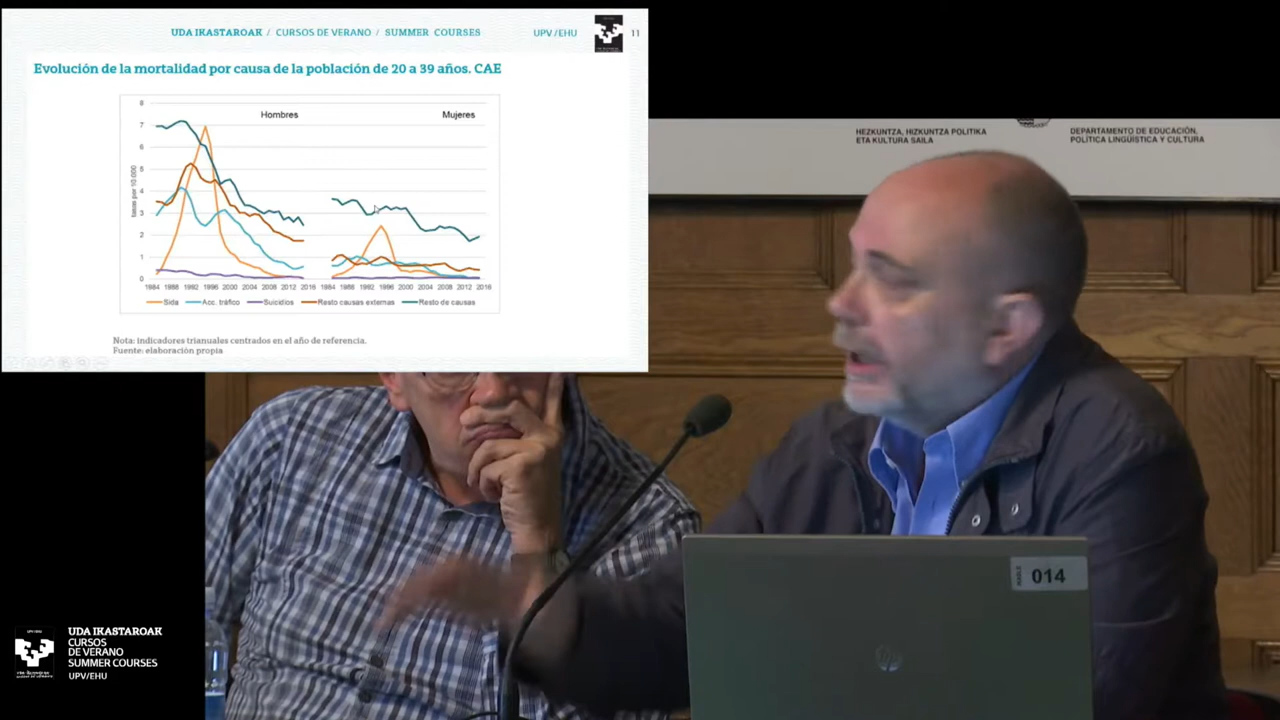 UDA IKASTAROAK / CURSOS DE VERANO / SUMMER COURSES
UPV/EHU
11
Evolución de la mortalidad por causa de la población de 20 a 39 años. CAE
Hombres
Mujeres
tasas por 10.000
8
7
6
5
4
3
2
1
0
1984 1988 1992 1996 2000 2004 2008 2012 2016 1984 1988 1992 1996 2000 2004 2008 2012 2016
Sida Acc. tráfico Suicidios Resto causas externas Resto de causas
Nota: indicadores trianuales centrados en el año de referencia.
Fuente: elaboración propia
HEZKUNTZA, HIZKUNTZA POLITIKA
ETA KULTURA SAILA
DEPARTAMENTO DE EDUCACIÓN,
POLÍTICA LINGÜÍSTICA Y CULTURA
014
hp
UDA IKASTAROAK
CURSOS
DE VERANO
SUMMER COURSES
UPV/EHU